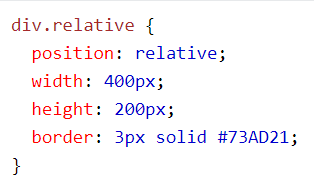 div.relative {
  position: relative;
  width: 400px;
  height: 200px;
  border: 3px solid #73AD21;
}